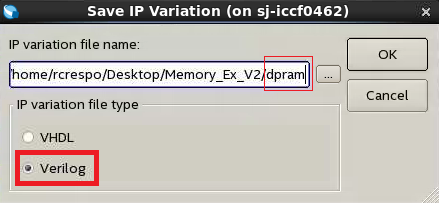 Save IP Variation (on sj-iccf0462)
IP variation file name:
/home/rcrespo/Desktop/Memory_Ex_V2/dpram
...
OK
Cancel
IP variation file type
VHDL
Verilog